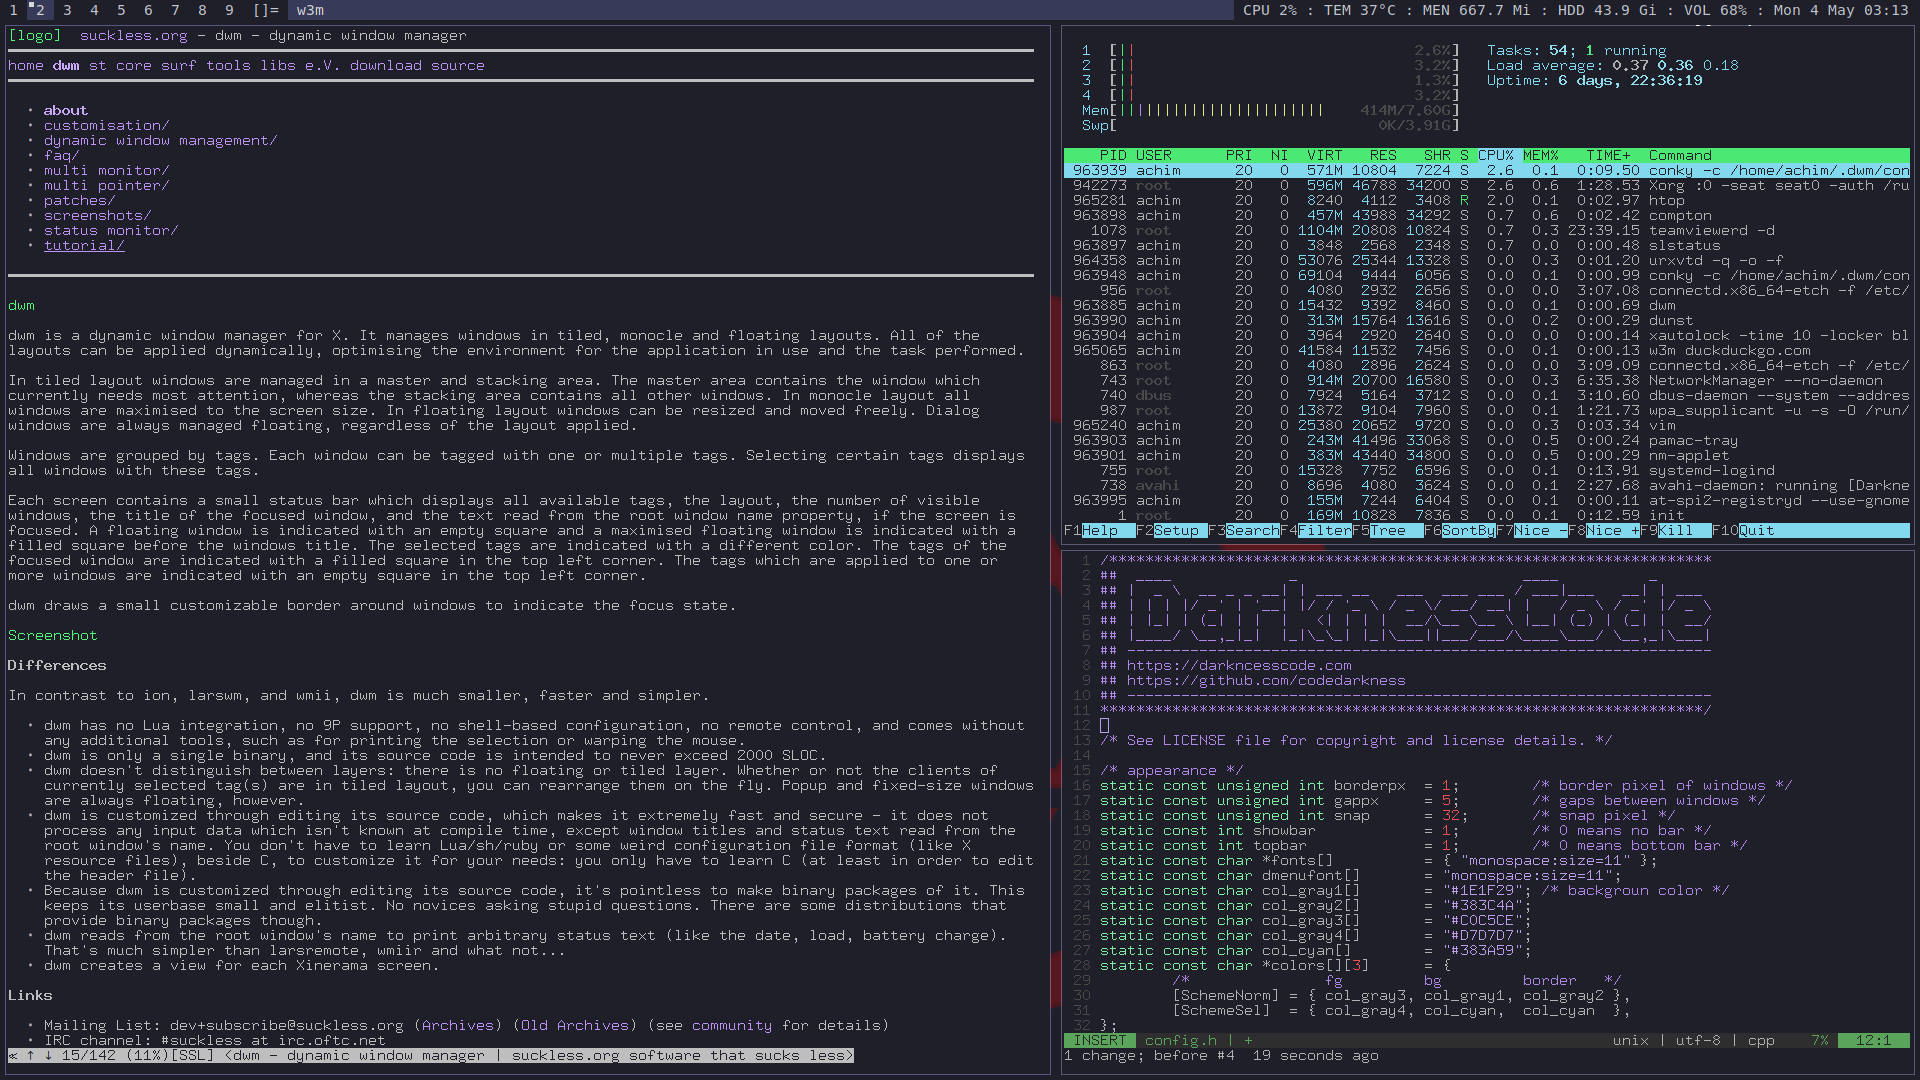 1 2 3 4 5 6 7 8 9 []= w3m
CPU 2% : TEM 37°C : MEN 667.7 Mi : HDD 43.9 Gi : VOL 68% : Mon 4 May 03:13
[logo] suckless.org - dwm - dynamic window manager
home dwm st core surf tools libs e.V. download source
• about
• customisation/
• dynamic window management/
• faq/
• multi monitor/
• multi pointer/
• patches/
• screenshots/
• status monitor/
• tutorial/
dwm
dwm is a dynamic window manager for X. It manages windows in tiled, monocle and floating layouts. All of the
layouts can be applied dynamically, optimising the environment for the application in use and the task performed.
In tiled layout windows are managed in a master and stacking area. The master area contains the window which
currently needs most attention, whereas the stacking area contains all other windows. In monocle layout all
windows are maximised to the screen size. In floating layout windows can be resized and moved freely. Dialog
windows are always managed floating, regardless of the layout applied.
Windows are grouped by tags. Each window can be tagged with one or multiple tags. Selecting certain tags displays
all windows with these tags.
Each screen contains a small status bar which displays all available tags, the layout, the number of visible
windows, the title of the focused window, and the text read from the root window name property, if the screen is
focused. A floating window is indicated with an empty square and a maximised floating window is indicated with a
filled square before the windows title. The selected tags are indicated with a different color. The tags of the
focused window are indicated with a filled square in the top left corner. The tags which are applied to one or
more windows are indicated with an empty square in the top left corner.
dwm draws a small customizable border around windows to indicate the focus state.
Screenshot
Differences
In contrast to ion, larswm, and wmii, dwm is much smaller, faster and simpler.
• dwm has no Lua integration, no 9P support, no shell-based configuration, no remote control, and comes without
any additional tools, such as for printing the selection or warping the mouse.
• dwm is only a single binary, and its source code is intended to never exceed 2000 SLOC.
• dwm doesn't distinguish between layers: there is no floating or tiled layer. Whether or not the clients of
currently selected tag(s) are in tiled layout, you can rearrange them on the fly. Popup and fixed-size windows
are always floating, however.
• dwm is customized through editing its source code, which makes it extremely fast and secure - it does not
process any input data which isn't known at compile time, except window titles and status text read from the
root window's name. You don't have to learn Lua/sh/ruby or some weird configuration file format (like X
resource files), beside C, to customize it for your needs: you only have to learn C (at least in order to edit
the header file).
• Because dwm is customized through editing its source code, it's pointless to make binary packages of it. This
keeps its userbase small and elitist. No novices asking stupid questions. There are some distributions that
provide binary packages though.
• dwm reads from the root window's name to print arbitrary status text (like the date, load, battery charge).
That's much simpler than larsremote, wmiir and what not...
• dwm creates a view for each Xinerama screen.
Links
• Mailing List: dev+subscribe@suckless.org (Archives) (Old Archives) (see community for details)
• IRC channel: #suckless at irc.oftc.net
≪ ↑ ↓ 15/142 (11%)[SSL] <dwm - dynamic window manager | suckless.org software that sucks less>
1 [|| 2.6%] Tasks: 54; 1 running
2 [|| 3.2%] Load average: 0.37 0.36 0.18
3 [|| 1.3%] Uptime: 6 days, 22:36:19
4 [|| 3.2%]
Mem[||||||||||||||||||||||| 414M/7.60G]
Swp[ 0K/3.91G]
PID USER PRI NI VIRT RES SHR S CPU% MEM% TIME+ Command
963939 achim 20 0 571M 10804 7224 S 2.6 0.1 0:09.50 conky -c /home/achim/.dwm/con
942273 root 20 0 596M 46788 34200 S 2.6 0.6 1:28.53 Xorg :0 -seat seat0 -auth /ru
965281 achim 20 0 8240 4112 3408 R 2.0 0.1 0:02.97 htop
963898 achim 20 0 457M 43988 34292 S 0.7 0.6 0:02.42 compton
1078 root 20 0 1104M 20808 10824 S 0.7 0.3 23:39.15 teamviewerd -d
963897 achim 20 0 3848 2568 2348 S 0.7 0.0 0:00.48 slstatus
964358 achim 20 0 53076 25344 13328 S 0.0 0.3 0:01.20 urxvtd -q -o -f
963948 achim 20 0 69104 9444 6056 S 0.0 0.1 0:00.99 conky -c /home/achim/.dwm/con
956 root 20 0 4080 2932 2656 S 0.0 0.0 3:07.08 connectd.x86_64-etch -f /etc/
963885 achim 20 0 15432 9392 8460 S 0.0 0.1 0:00.69 dwm
963990 achim 20 0 313M 15764 13616 S 0.0 0.2 0:00.29 dunst
963904 achim 20 0 3964 2920 2640 S 0.0 0.0 0:00.14 xautolock -time 10 -locker bl
965065 achim 20 0 41584 11532 7456 S 0.0 0.1 0:00.13 w3m duckduckgo.com
863 root 20 0 4080 2896 2624 S 0.0 0.0 3:09.09 connectd.x86_64-etch -f /etc/
743 root 20 0 914M 20700 16580 S 0.0 0.3 6:35.38 NetworkManager --no-daemon
740 dbus 20 0 7924 5164 3712 S 0.0 0.1 3:10.60 dbus-daemon --system --addres
987 root 20 0 13872 9104 7960 S 0.0 0.1 1:21.73 wpa_supplicant -u -s -O /run/
965240 achim 20 0 25380 20652 9720 S 0.0 0.3 0:03.34 vim
963903 achim 20 0 243M 41496 33068 S 0.0 0.5 0:00.24 pamac-tray
963901 achim 20 0 383M 43440 34800 S 0.0 0.5 0:00.29 nm-applet
755 root 20 0 15328 7752 6596 S 0.0 0.1 0:13.91 systemd-logind
738 avahi 20 0 8696 4080 3624 S 0.0 0.1 2:27.68 avahi-daemon: running [Darkne
963995 achim 20 0 155M 7244 6404 S 0.0 0.1 0:00.11 at-spi2-registryd --use-gnome
1 root 20 0 169M 10828 7836 S 0.0 0.1 0:12.59 init
F1Help F2Setup F3SearchF4FilterF5Tree F6SortByF7Nice -F8Nice +F9Kill F10Quit
1 /*******************************************************************
2 ##
3 ##
4 ## DarknessCode
5 ##
6 ##
7 ## -----------------------------------------------------------------
8 ## https://darkncesscode.com
9 ## https://github.com/codedarkness
10 ## -----------------------------------------------------------------
11 *******************************************************************/
12
13 /* See LICENSE file for copyright and license details. */
14
15 /* appearance */
16 static const unsigned int borderpx = 1; /* border pixel of windows */
17 static const unsigned int gappx = 5; /* gaps between windows */
18 static const unsigned int snap = 32; /* snap pixel */
19 static const int showbar = 1; /* 0 means no bar */
20 static const int topbar = 1; /* 0 means bottom bar */
21 static const char *fonts[] = { "monospace:size=11" };
22 static const char dmenufont[] = "monospace:size=11";
23 static const char col_gray1[] = "#1E1F29"; /* backgroun color */
24 static const char col_gray2[] = "#383C4A";
25 static const char col_gray3[] = "#C0C5CE";
26 static const char col_gray4[] = "#D7D7D7";
27 static const char col_cyan[] = "#383A59";
28 static const char *colors[][3] = {
29 /* fg bg border */
30 [SchemeNorm] = { col_gray3, col_gray1, col_gray2 },
31 [SchemeSel] = { col_gray4, col_cyan, col_cyan },
32 };
INSERT config.h | + unix | utf-8 | cpp 7% 12:1
1 change; before #4 19 seconds ago